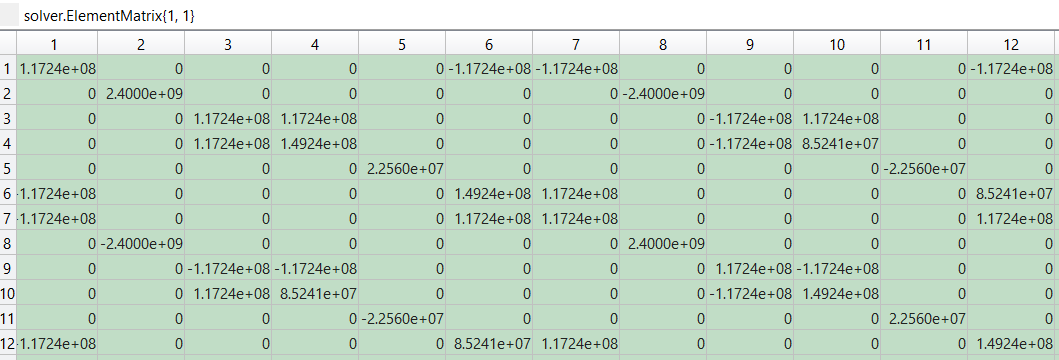 solver.ElementMatrix{1, 1}
1 2 3 4 5 6 7 8 9 10 11 12
1 1.1724e+08 0 0 0 0 -1.1724e+08 -1.1724e+08 0 0 0 0 -1.1724e+08
2 0 2.4000e+09 0 0 0 0 0 -2.4000e+09 0 0 0 0
3 0 0 1.1724e+08 1.1724e+08 0 0 0 0 -1.1724e+08 1.1724e+08 0 0
4 0 0 1.1724e+08 1.4924e+08 0 0 0 0 -1.1724e+08 8.5241e+07 0 0
5 0 0 0 0 2.2560e+07 0 0 0 0 0 -2.2560e+07 0
6 -1.1724e+08 0 0 0 0 1.4924e+08 1.1724e+08 0 0 0 0 8.5241e+07
7 -1.1724e+08 0 0 0 0 1.1724e+08 1.1724e+08 0 0 0 0 1.1724e+08
8 0 -2.4000e+09 0 0 0 0 0 2.4000e+09 0 0 0 0
9 0 0 -1.1724e+08 -1.1724e+08 0 0 0 0 1.1724e+08 -1.1724e+08 0 0
10 0 0 1.1724e+08 8.5241e+07 0 0 0 0 -1.1724e+08 1.4924e+08 0 0
11 0 0 0 0 -2.2560e+07 0 0 0 0 0 2.2560e+07 0
12 -1.1724e+08 0 0 0 0 8.5241e+07 1.1724e+08 0 0 0 0 1.4924e+08